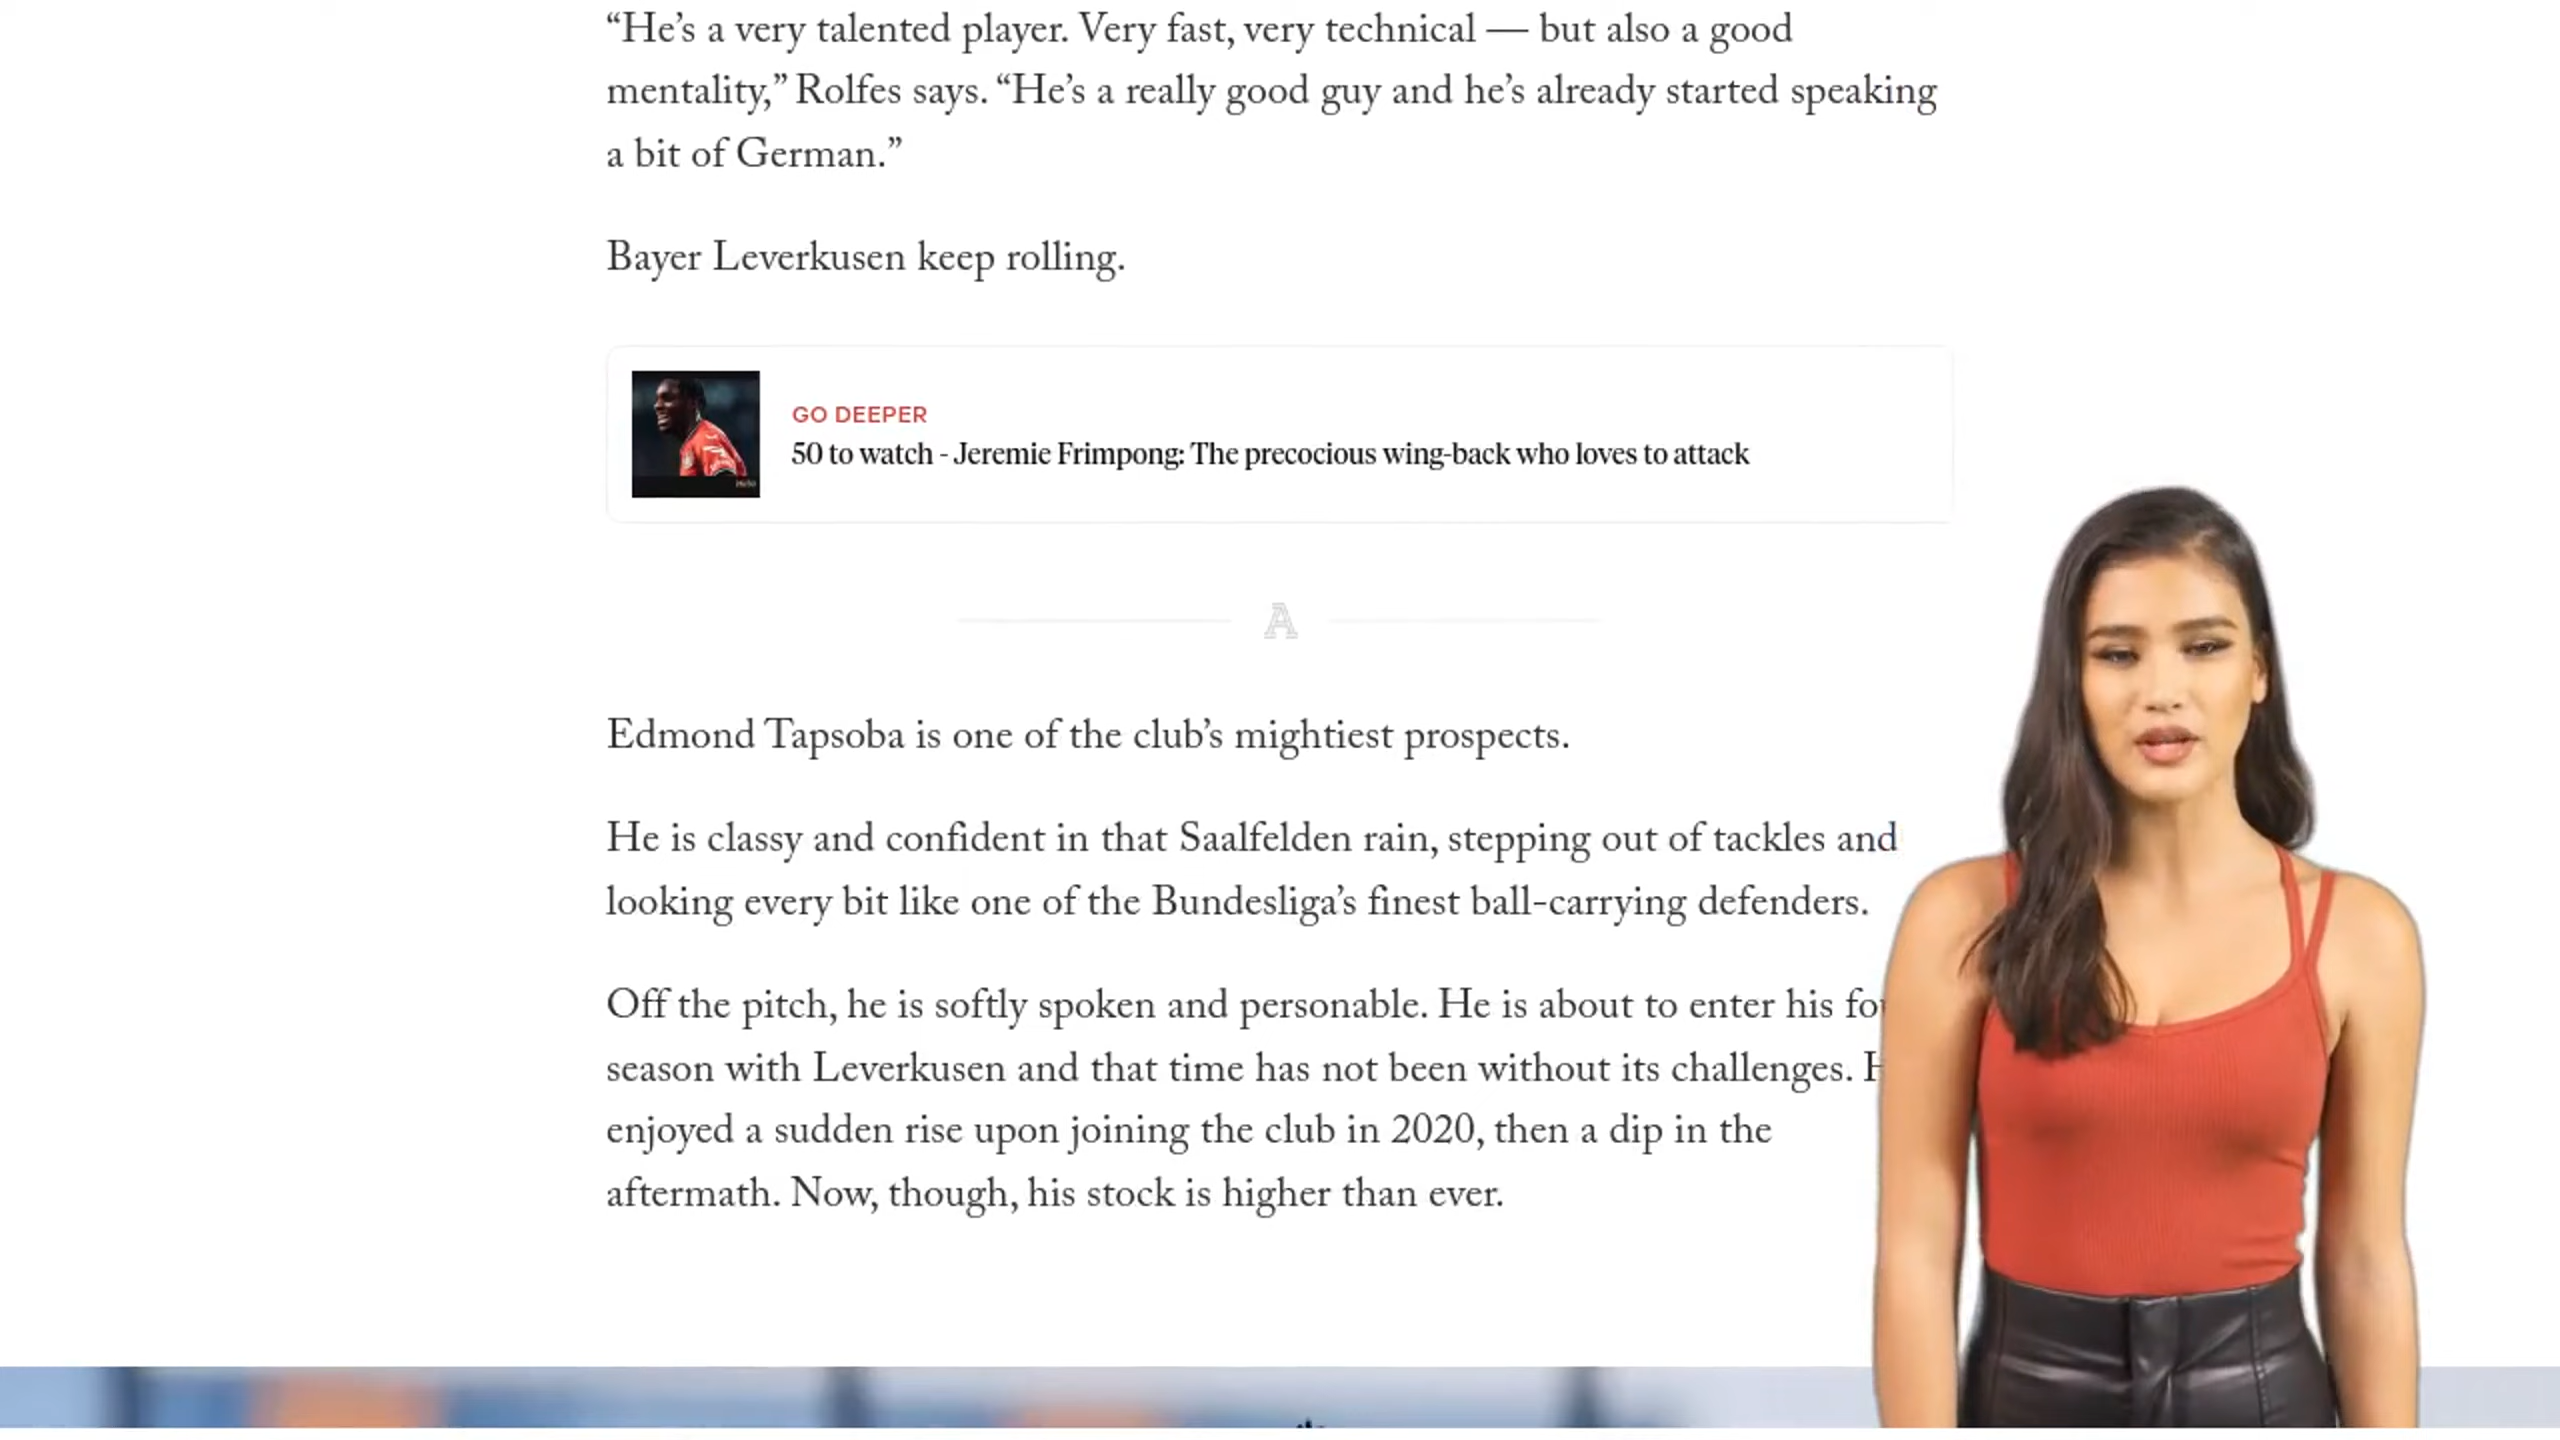 “He’s a very talented player. Very fast, very technical — but also a good
mentality,” Rolfes says. “He’s a really good guy and he’s already started speaking
a bit of German.”
Bayer Leverkusen keep rolling.
GO DEEPER
50 to watch - Jeremie Frimpong: The precocious wing-back who loves to attack
A
Edmond Tapsoba is one of the club’s mightiest prospects.
He is classy and confident in that Saalfelden rain, stepping out of tackles and
looking every bit like one of the Bundesliga’s finest ball-carrying defenders.
Off the pitch, he is softly spoken and personable. He is about to enter his
season with Leverkusen and that time has not been without its challenges.
enjoyed a sudden rise upon joining the club in 2020, then a dip in the
aftermath. Now, though, his stock is higher than ever.